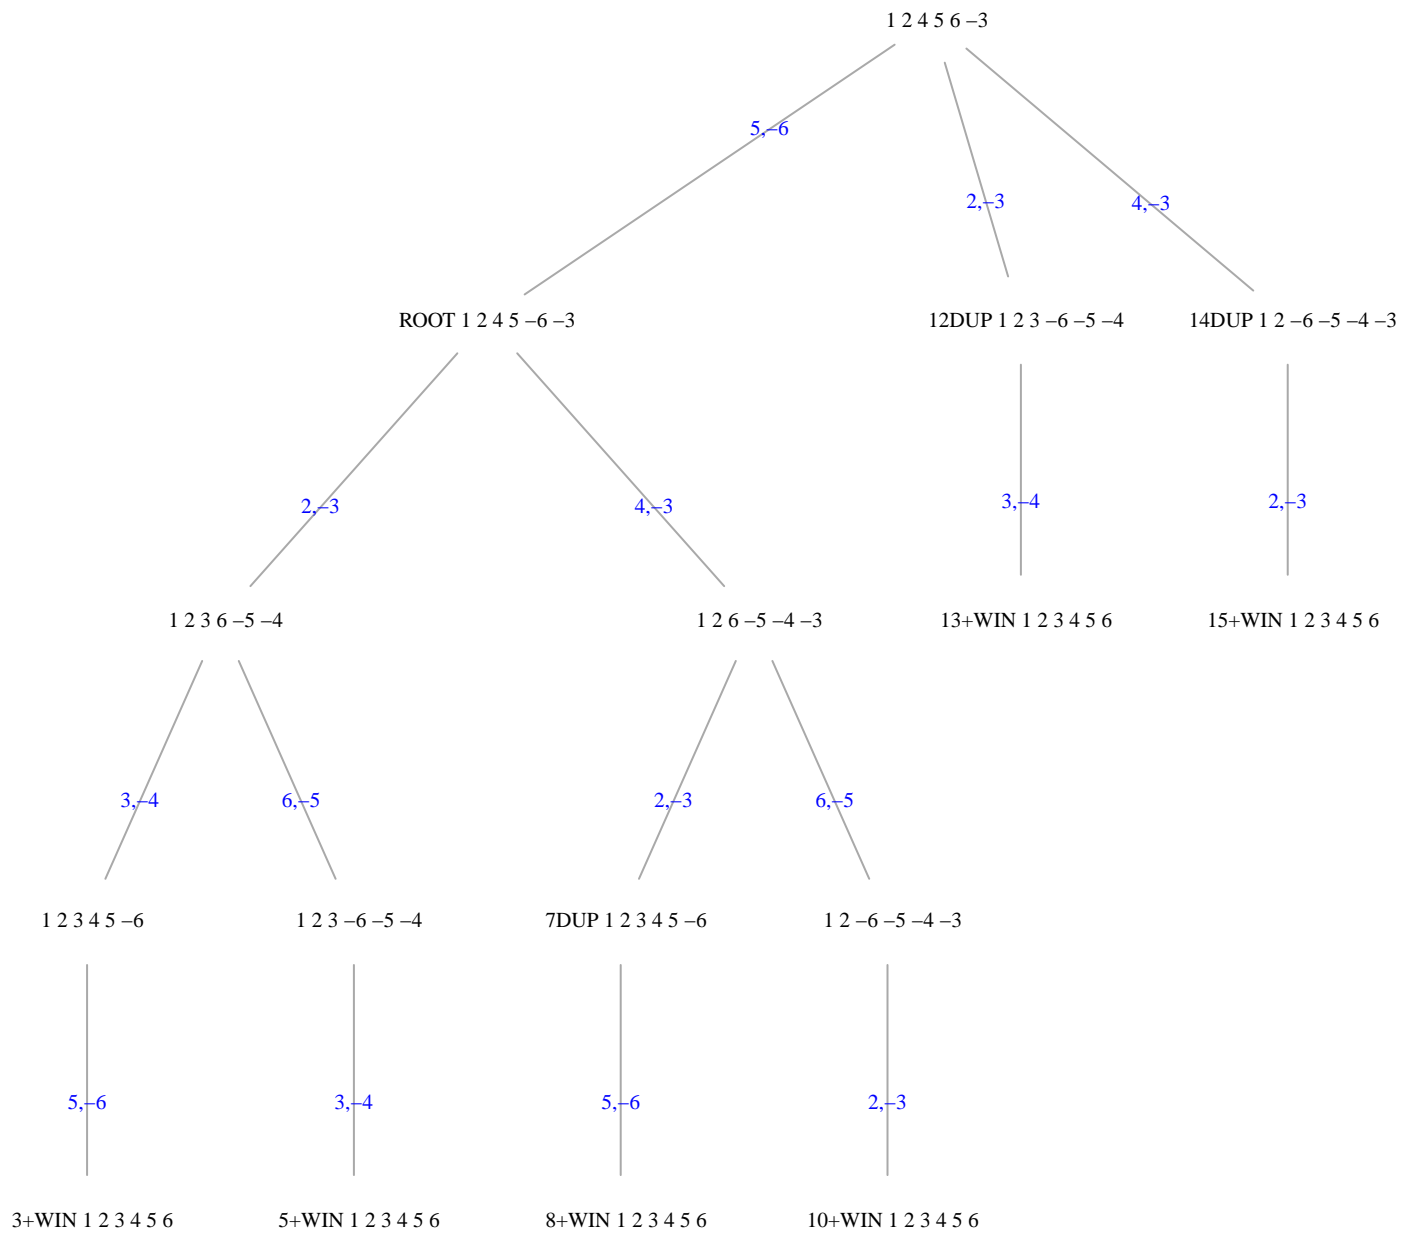 1 2 4 5 6 –3
5,–6
2,–3
4,–3
ROOT 1 2 4 5 –6 –3
12DUP 1 2 3 –6 –5 –4
14DUP 1 2 –6 –5 –4 –3
2,–3
4,–3
3,–4
2,–3
1 2 3 6 –5 –4
1 2 6 –5 –4 –3
13+WIN 1 2 3 4 5 6
15+WIN 1 2 3 4 5 6
3,–4
6,–5
2,–3
6,–5
1 2 3 4 5 –6
1 2 3 –6 –5 –4
7DUP 1 2 3 4 5 –6
1 2 –6 –5 –4 –3
5,–6
3,–4
5,–6
2,–3
3+WIN 1 2 3 4 5 6
5+WIN 1 2 3 4 5 6
8+WIN 1 2 3 4 5 6
10+WIN 1 2 3 4 5 6